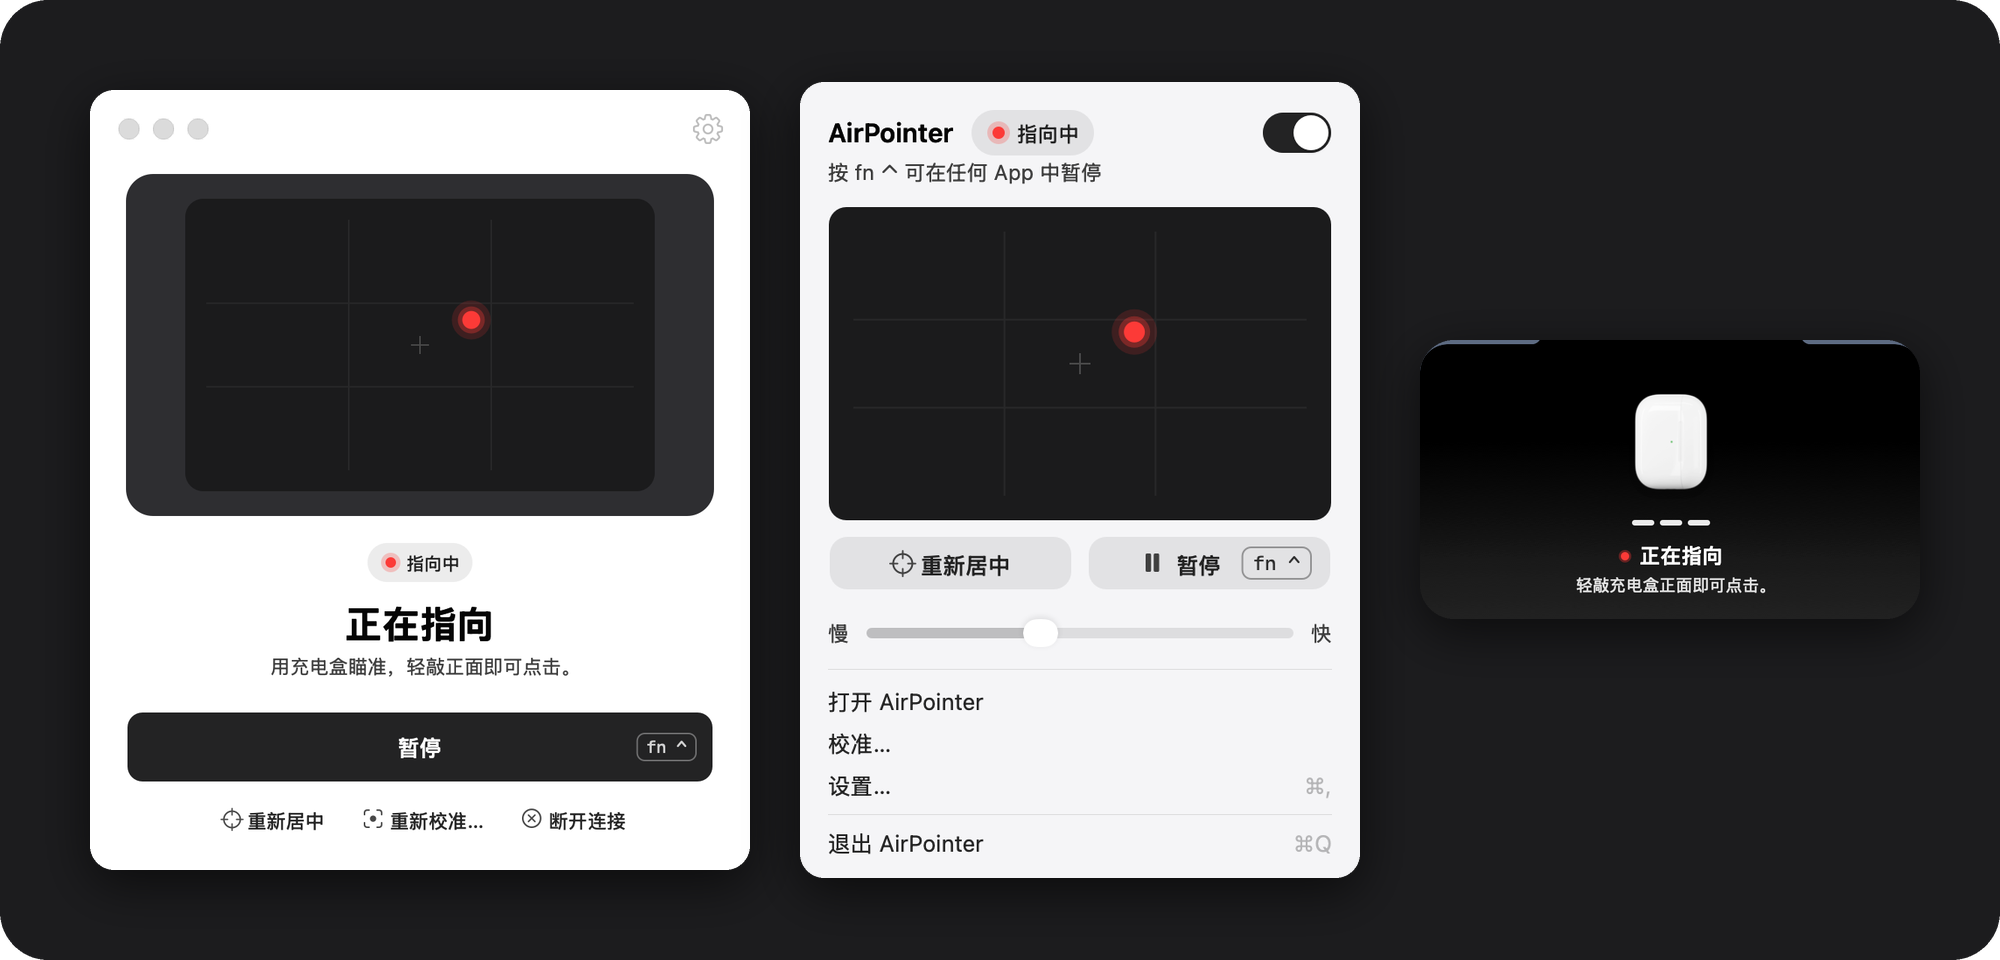 指向中
正在指向
用充电盒瞄准，轻敲正面即可点击。
暂停 fn ^
重新居中 重新校准... 断开连接
AirPointer 指向中
按 fn ^ 可在任何 App 中暂停
重新居中 暂停 fn ^
慢 快
打开 AirPointer
校准...
设置... ⌘,
退出 AirPointer ⌘Q
正在指向
轻敲充电盒正面即可点击。